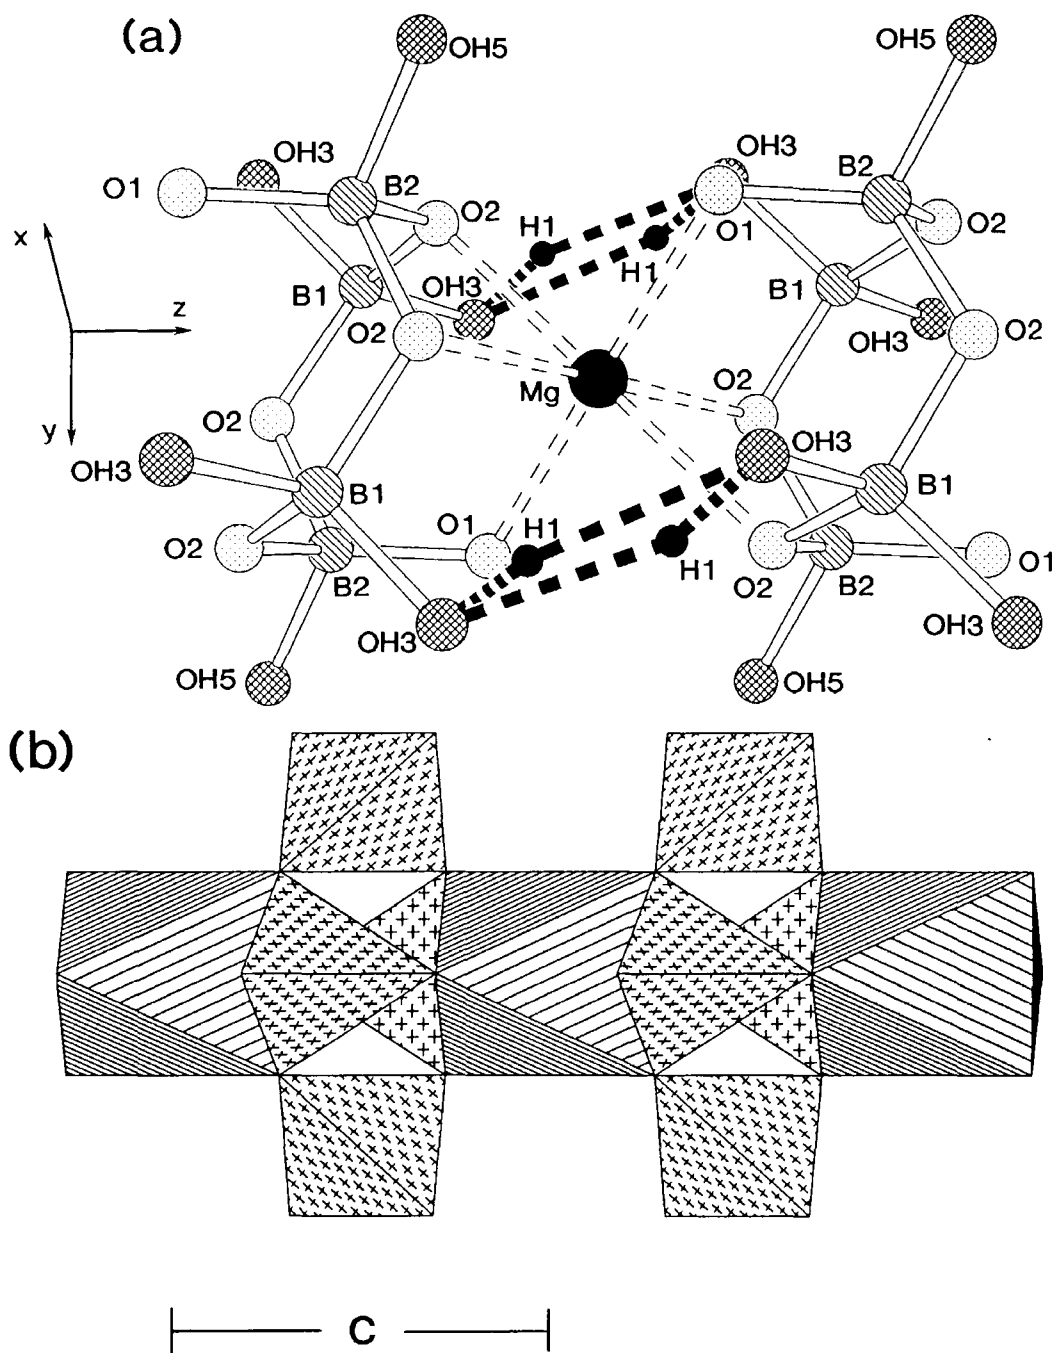 (a)
OH5 OH5
OH3 OH3
O1 B2 O2 B2
H1 O1 O2
x H1
B1 OH3 B1
z O2 OH3 O2
Mg O2
y O2
OH3 OH3
B1 B1
O2 O1 H1
B2 H1 O2 B2 O1
OH3 OH3
OH5 OH5
(b)
C